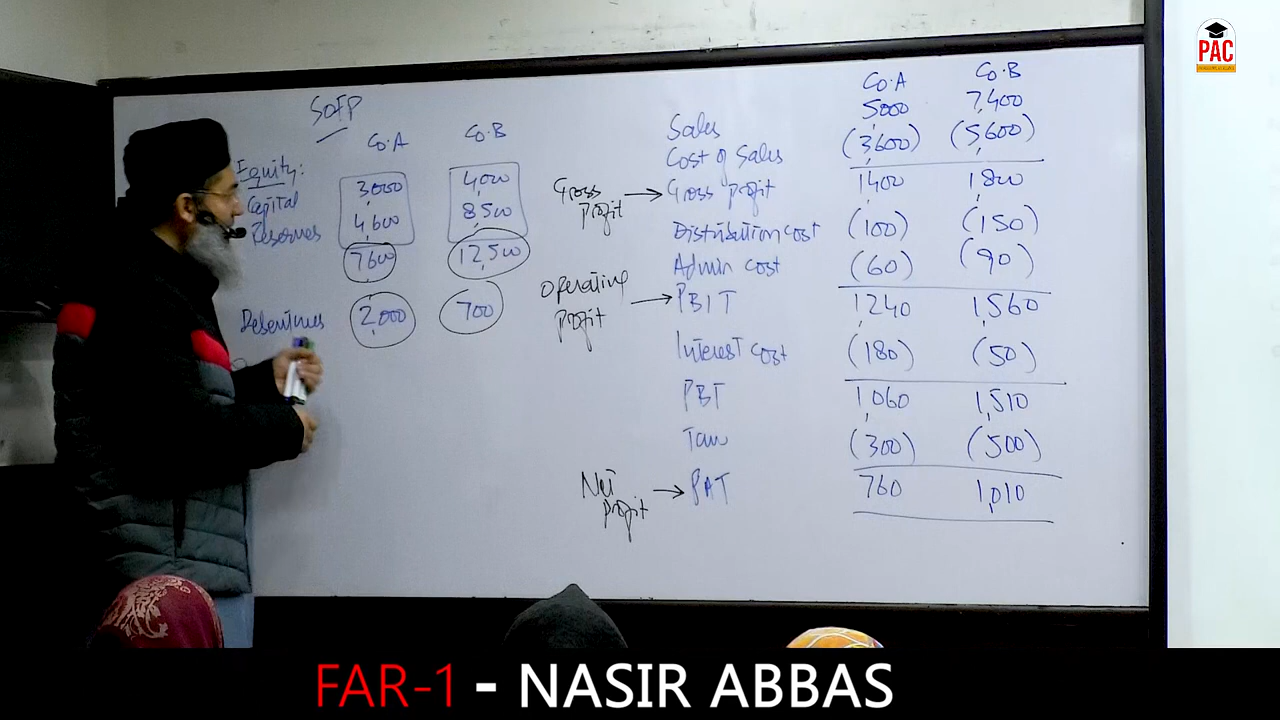 PAC
SOFP
Co.A Co.B
Equity:
Capital 3,000 4,000
Reserves 4,600 8,500
7,600 12,500
Debentures 2,000 700
Co.A Co.B
Sales 5,000 7,400
Cost of Sales (3,600) (5,600)
Gross Profit → Gross profit 1,400 1,800
Distribution cost (100) (150)
Admin cost (60) (90)
Operating Profit → PBIT 1,240 1,560
Interest cost (180) (50)
PBT 1,060 1,510
Tax (300) (500)
Net profit → PAT 760 1,010
FAR-1 - NASIR ABBAS